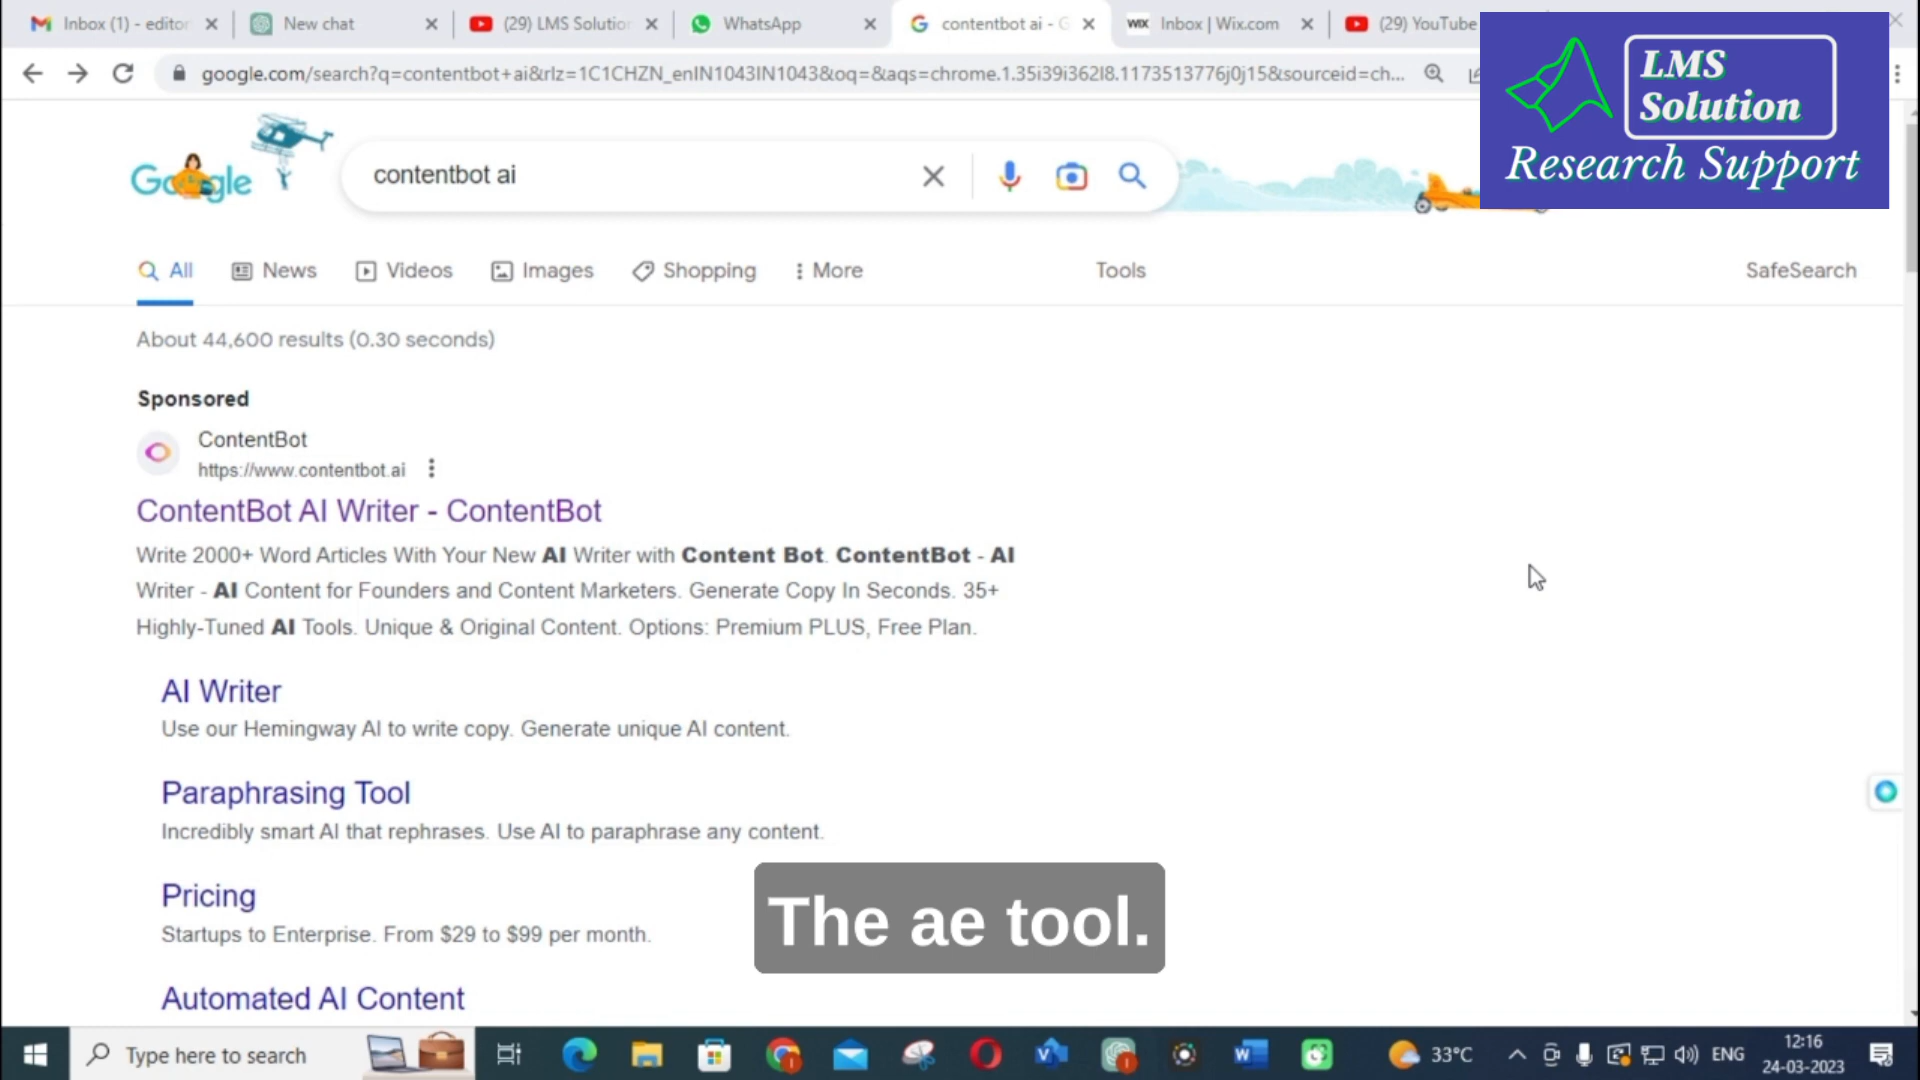 Inbox (1) - editor
New chat
(29) LMS Solution
WhatsApp
contentbot ai - G
WIX
Inbox | Wix.com
(29) YouTube
google.com/search?q=contentbot+ai&rlz=1C1CHZN_enIN1043IN1043&oq=&aqs=chrome.1.35i39i362l8.1173513776j0j15&sourceid=ch...
LMS
Solution
Research Support
Google
contentbot ai
All
News
Videos
Images
Shopping
More
Tools
SafeSearch
About 44,600 results (0.30 seconds)
Sponsored
ContentBot
https://www.contentbot.ai
ContentBot AI Writer - ContentBot
Write 2000+ Word Articles With Your New AI Writer with Content Bot. ContentBot - AI
Writer - AI Content for Founders and Content Marketers. Generate Copy In Seconds. 35+
Highly-Tuned AI Tools. Unique & Original Content. Options: Premium PLUS, Free Plan.
AI Writer
Use our Hemingway AI to write copy. Generate unique AI content.
Paraphrasing Tool
Incredibly smart AI that rephrases. Use AI to paraphrase any content.
Pricing
Startups to Enterprise. From $29 to $99 per month.
The ae tool.
Automated AI Content
Type here to search
33°C
ENG
12:16
24-03-2023